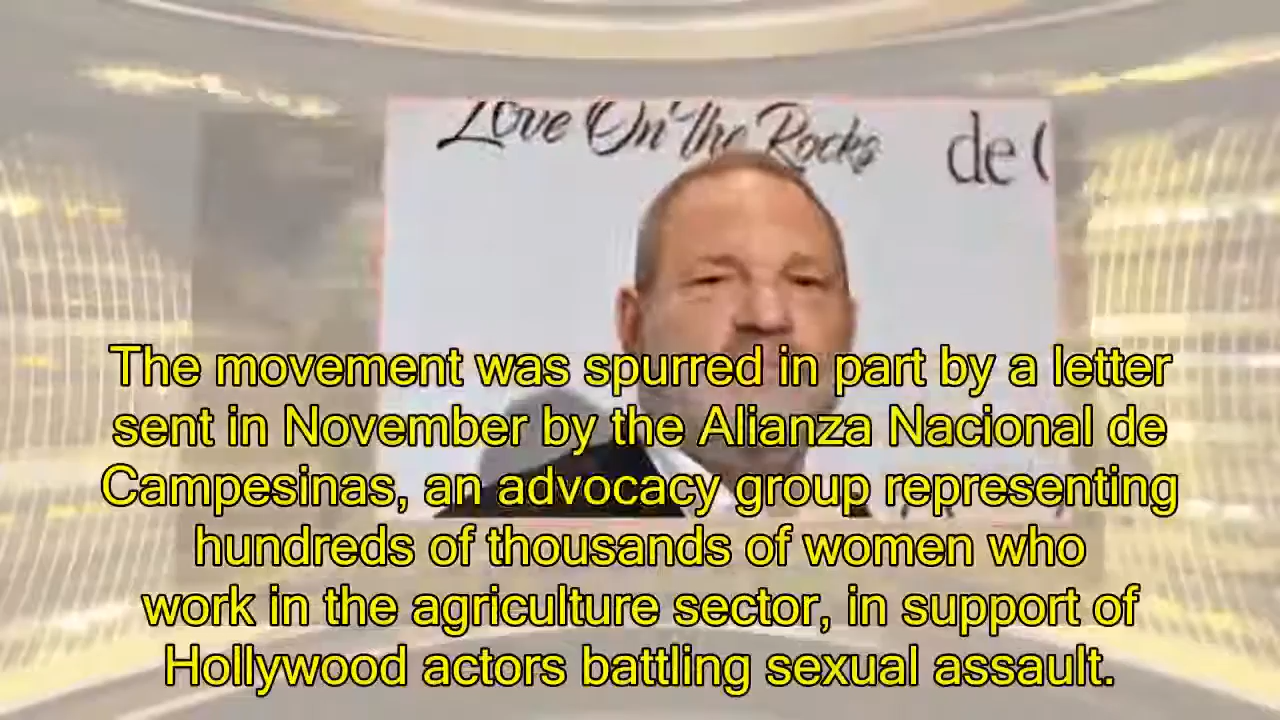 Love On The Rocks
de
The movement was spurred in part by a letter
sent in November by the Alianza Nacional de
Campesinas, an advocacy group representing
hundreds of thousands of women who
work in the agriculture sector, in support of
Hollywood actors battling sexual assault.